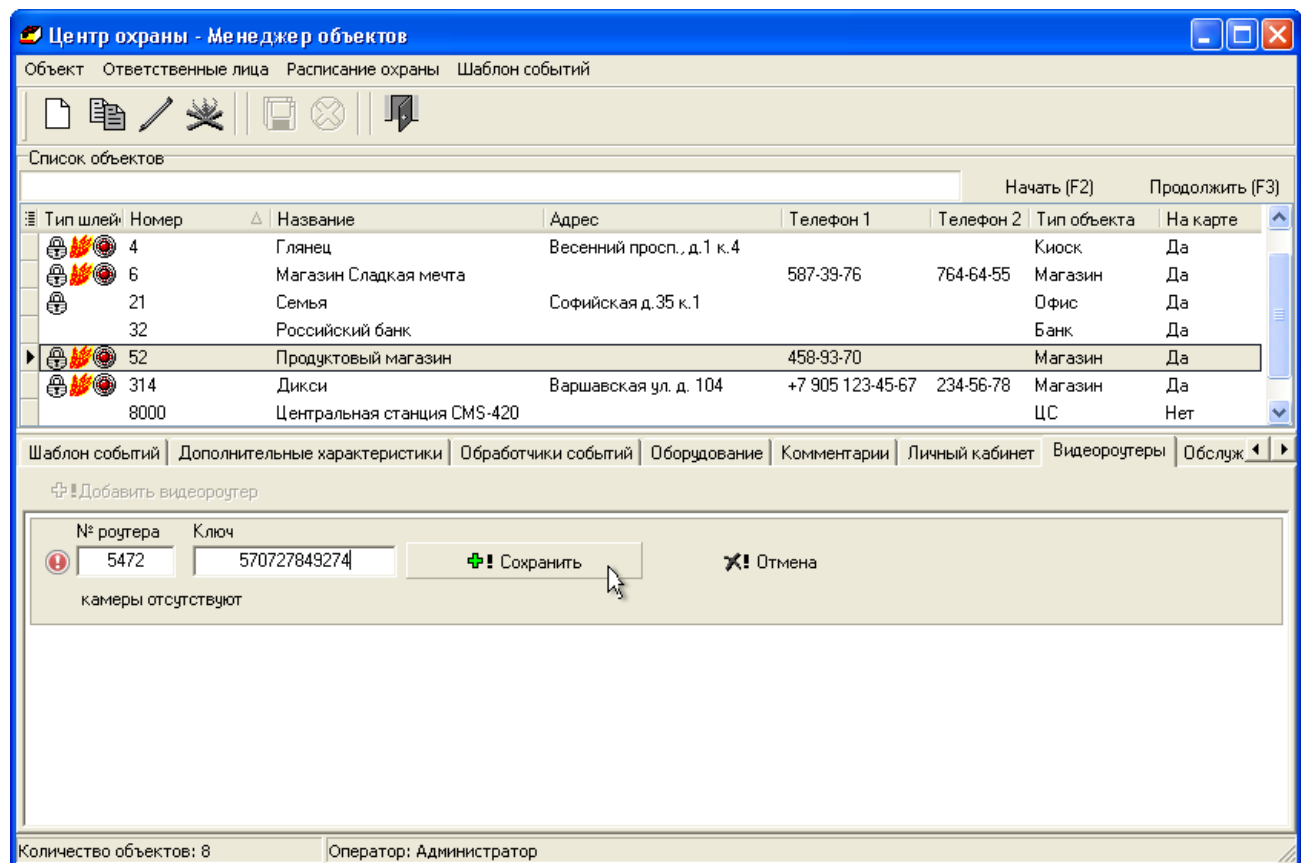 Центр охраны - Менеджер объектов
Объект Ответственные лица Расписание охраны Шаблон событий
Список объектов
Начать (F2) Продолжить (F3)
Тип шлей Номер Название Адрес Телефон 1 Телефон 2 Тип объекта На карте
4 Глянец Весенний просп., д.1 к.4 Киоск Да
6 Магазин Сладкая мечта 587-39-76 764-64-55 Магазин Да
21 Семья Софийская д.35 к.1 Офис Да
32 Российский банк Банк Да
52 Продуктовый магазин 458-93-70 Магазин Да
314 Дикси Варшавская ул. д. 104 +7 905 123-45-67 234-56-78 Магазин Да
8000 Центральная станция CMS-420 ЦС Нет
Шаблон событий Дополнительные характеристики Обработчики событий Оборудование Комментарии Личный кабинет Видеороутеры Обслуж
Добавить видеороутер
№ роутера Ключ
5472 570727849274 Сохранить Отмена
камеры отсутствуют
Количество объектов: 8 Оператор: Администратор